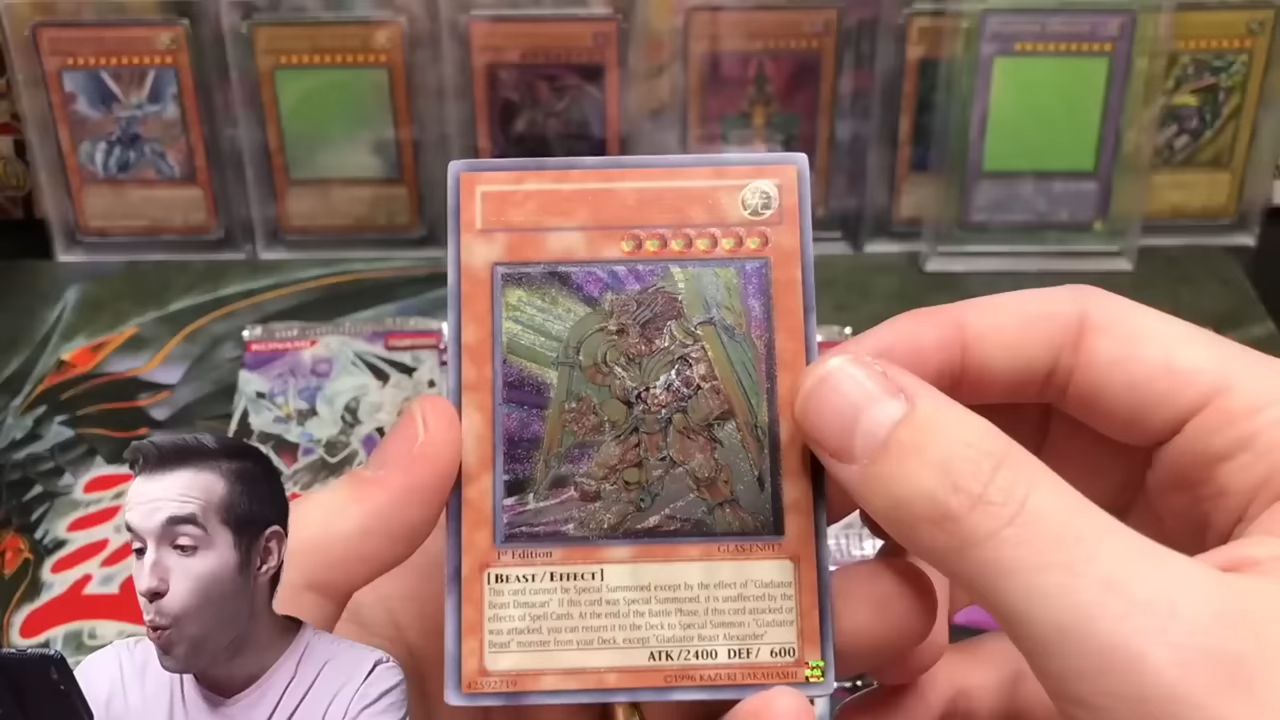 光
KONAMI
1st Edition
GLAS-EN017
[BEAST/EFFECT]
This card cannot be Special Summoned except by the effect of "Gladiator
Beast Dimacari" If this card was Special Summoned, it is unaffected by the
effects of Spell Cards. At the end of the Battle Phase, if this card attacked or
was attacked, you can return it to the Deck to Special Summon 1 "Gladiator
Beast" monster from your Deck, except "Gladiator Beast Alexander"
ATK/2400 DEF/ 600
42592719
©1996 KAZUKI TAKAHASHI